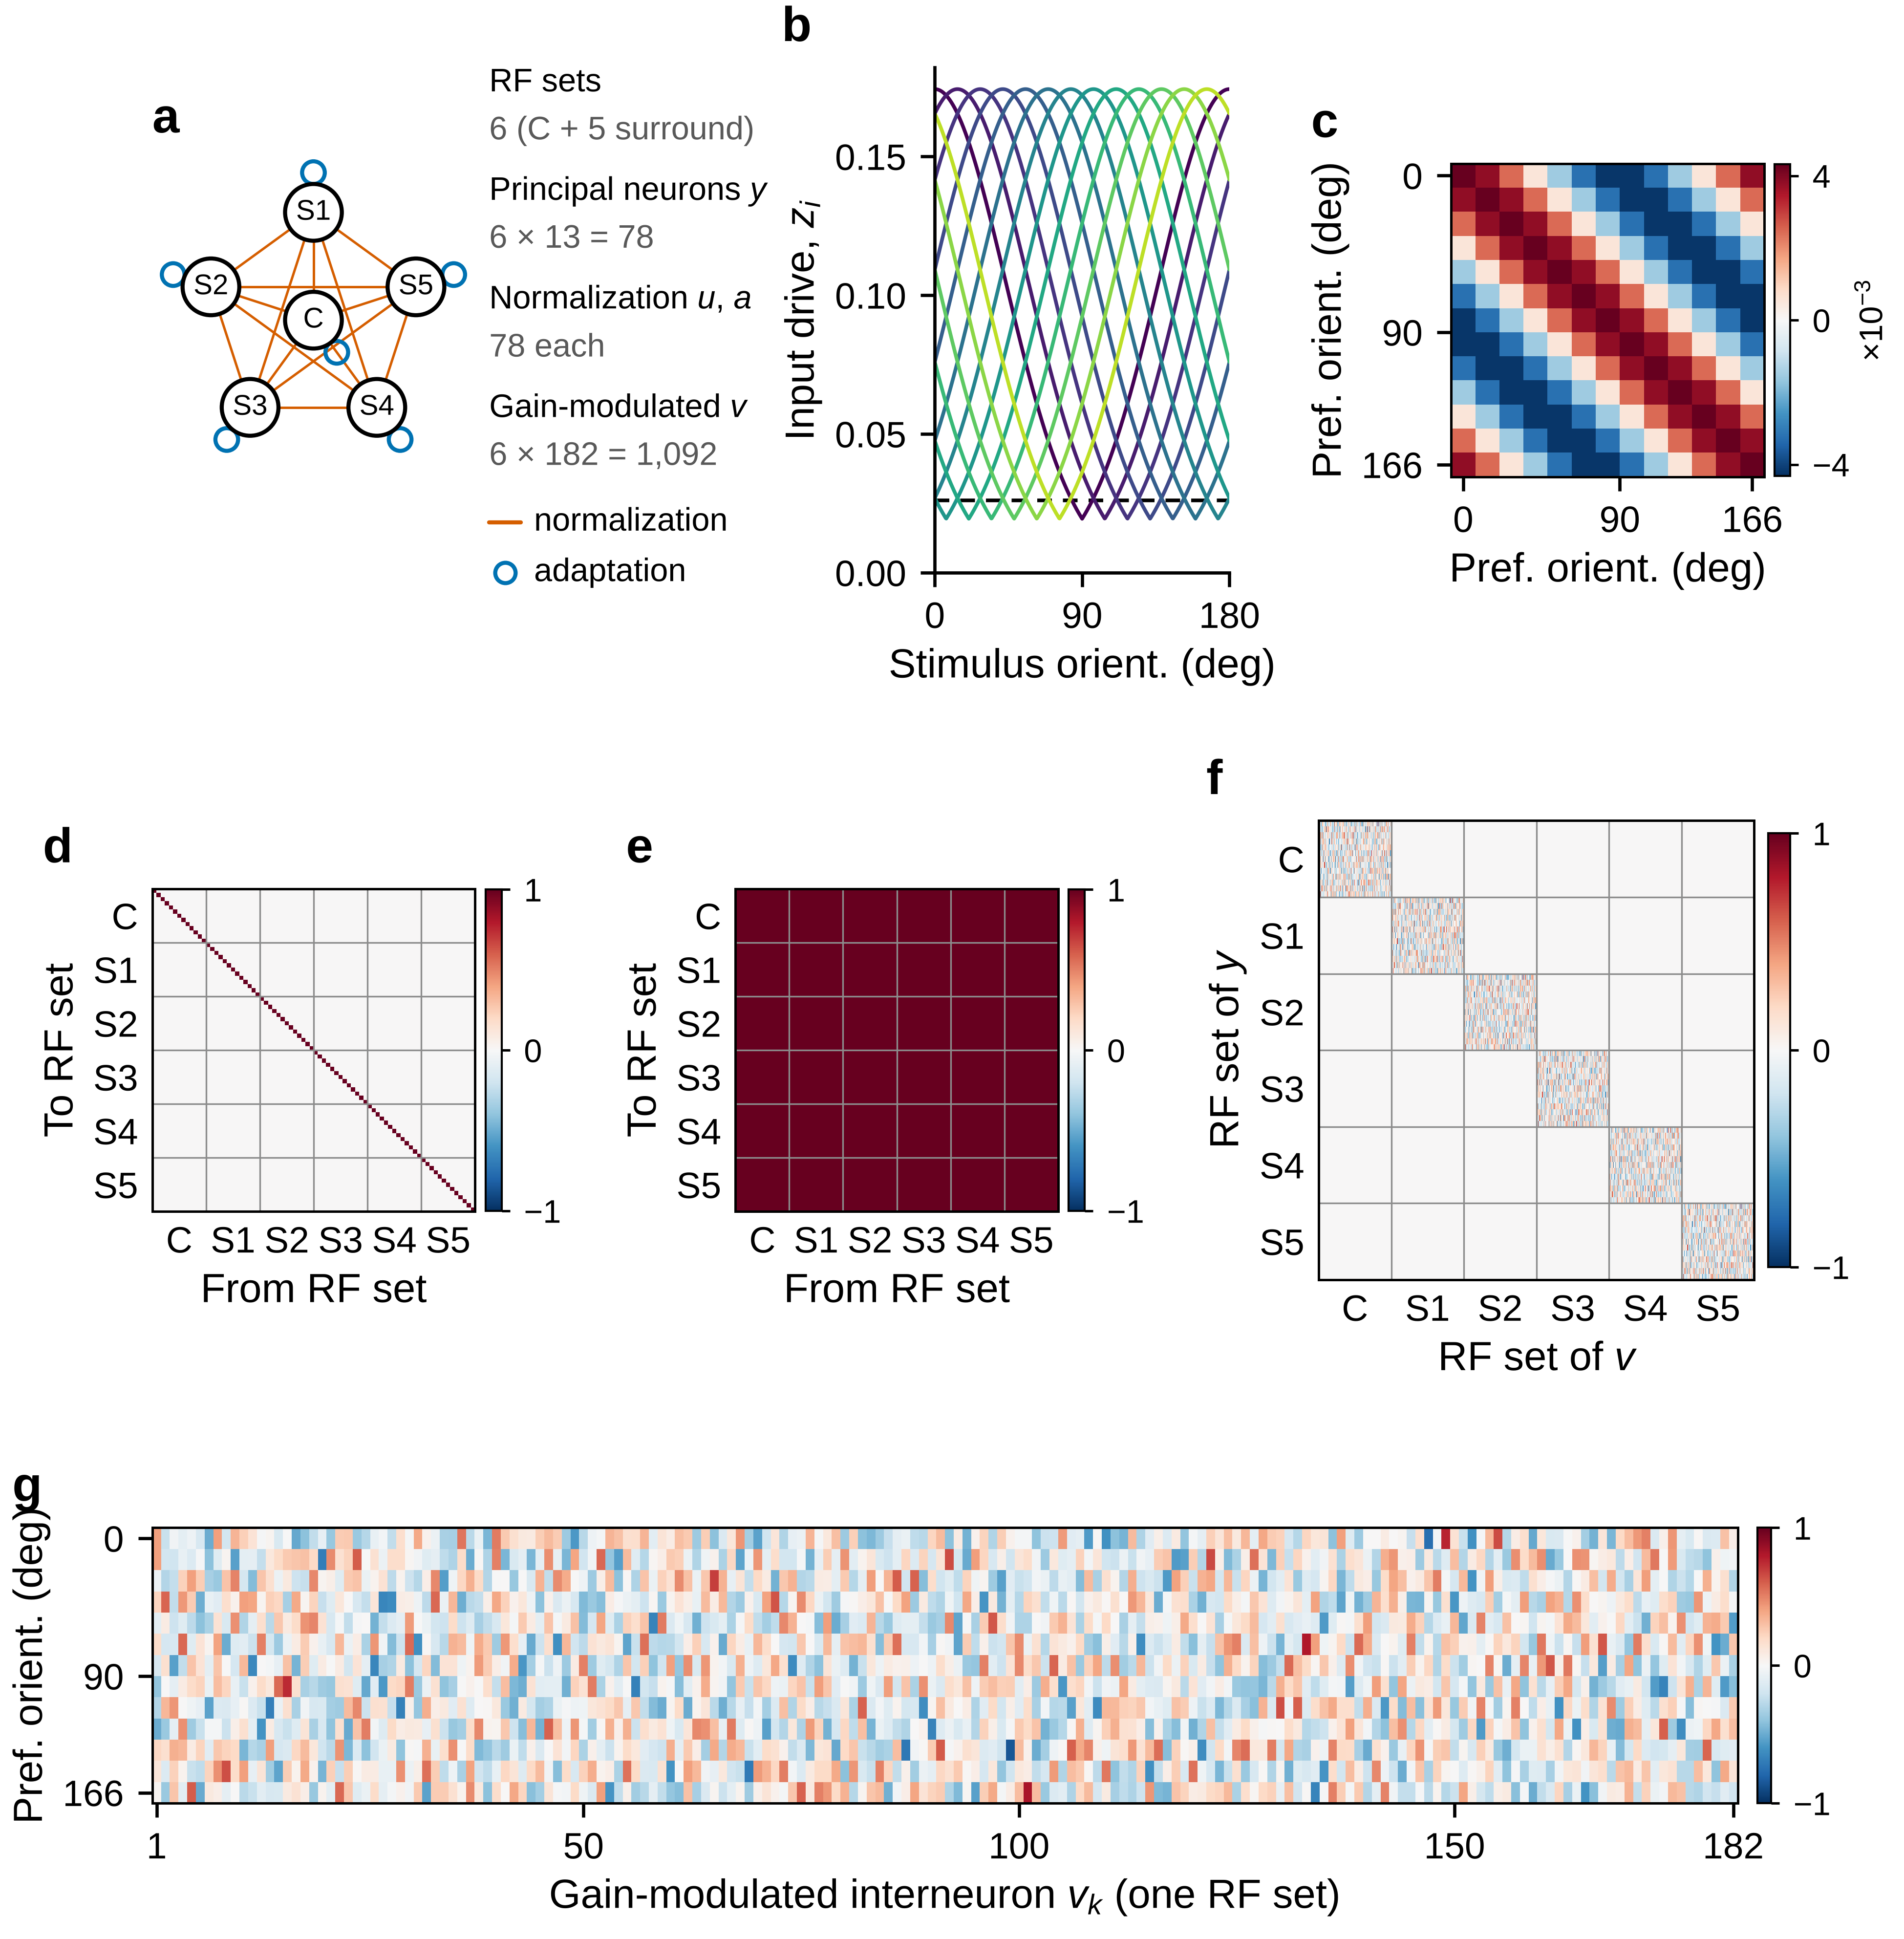 a
S1
S2
S5
C
S3
S4
RF sets
6 (C + 5 surround)
Principal neurons y
6 × 13 = 78
Normalization u, a
78 each
Gain-modulated v
6 × 182 = 1,092
normalization
adaptation
b
Input drive, zi
0.15
0.10
0.05
0.00
0
90
180
Stimulus orient. (deg)
c
Pref. orient. (deg)
0
90
166
0
90
166
Pref. orient. (deg)
4
0
−4
×10−3
d
To RF set
C
S1
S2
S3
S4
S5
C S1 S2 S3 S4 S5
From RF set
1
0
−1
e
To RF set
C
S1
S2
S3
S4
S5
C S1 S2 S3 S4 S5
From RF set
1
0
−1
f
RF set of y
C
S1
S2
S3
S4
S5
C S1 S2 S3 S4 S5
RF set of v
1
0
−1
g
Pref. orient. (deg)
0
90
166
1
50
100
150
182
Gain-modulated interneuron vk (one RF set)
1
0
−1